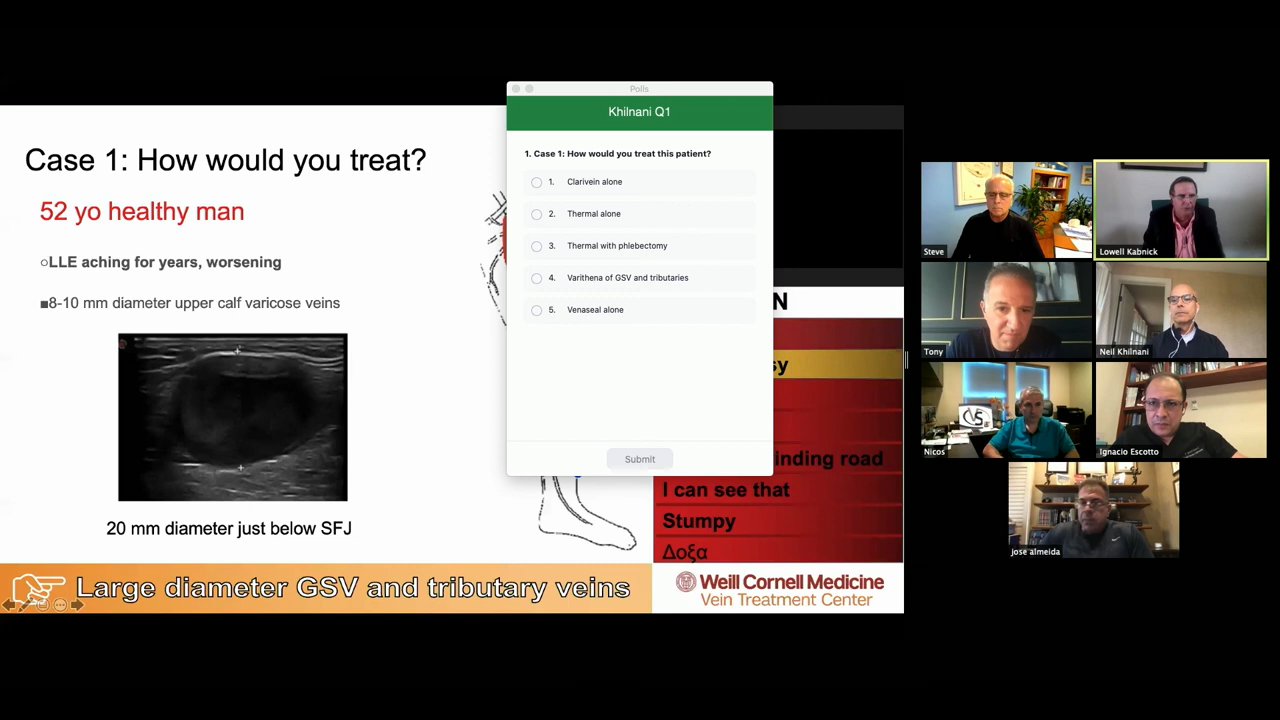 Case 1: How would you treat?
52 yo healthy man
○LLE aching for years, worsening
■8-10 mm diameter upper calf varicose veins
20 mm diameter just below SFJ
Large diameter GSV and tributary veins
Polls
Khilnani Q1
1. Case 1: How would you treat this patient?
1. Clarivein alone
2. Thermal alone
3. Thermal with phlebectomy
4. Varithena of GSV and tributaries
5. Venaseal alone
Submit
N
sy
inding road
I can see that
Stumpy
Δοξα
Weill Cornell Medicine
Vein Treatment Center
Steve
Lowell Kabnick
Tony
Neil Khilnani
Nicos
Ignacio Escotto
jose almeida